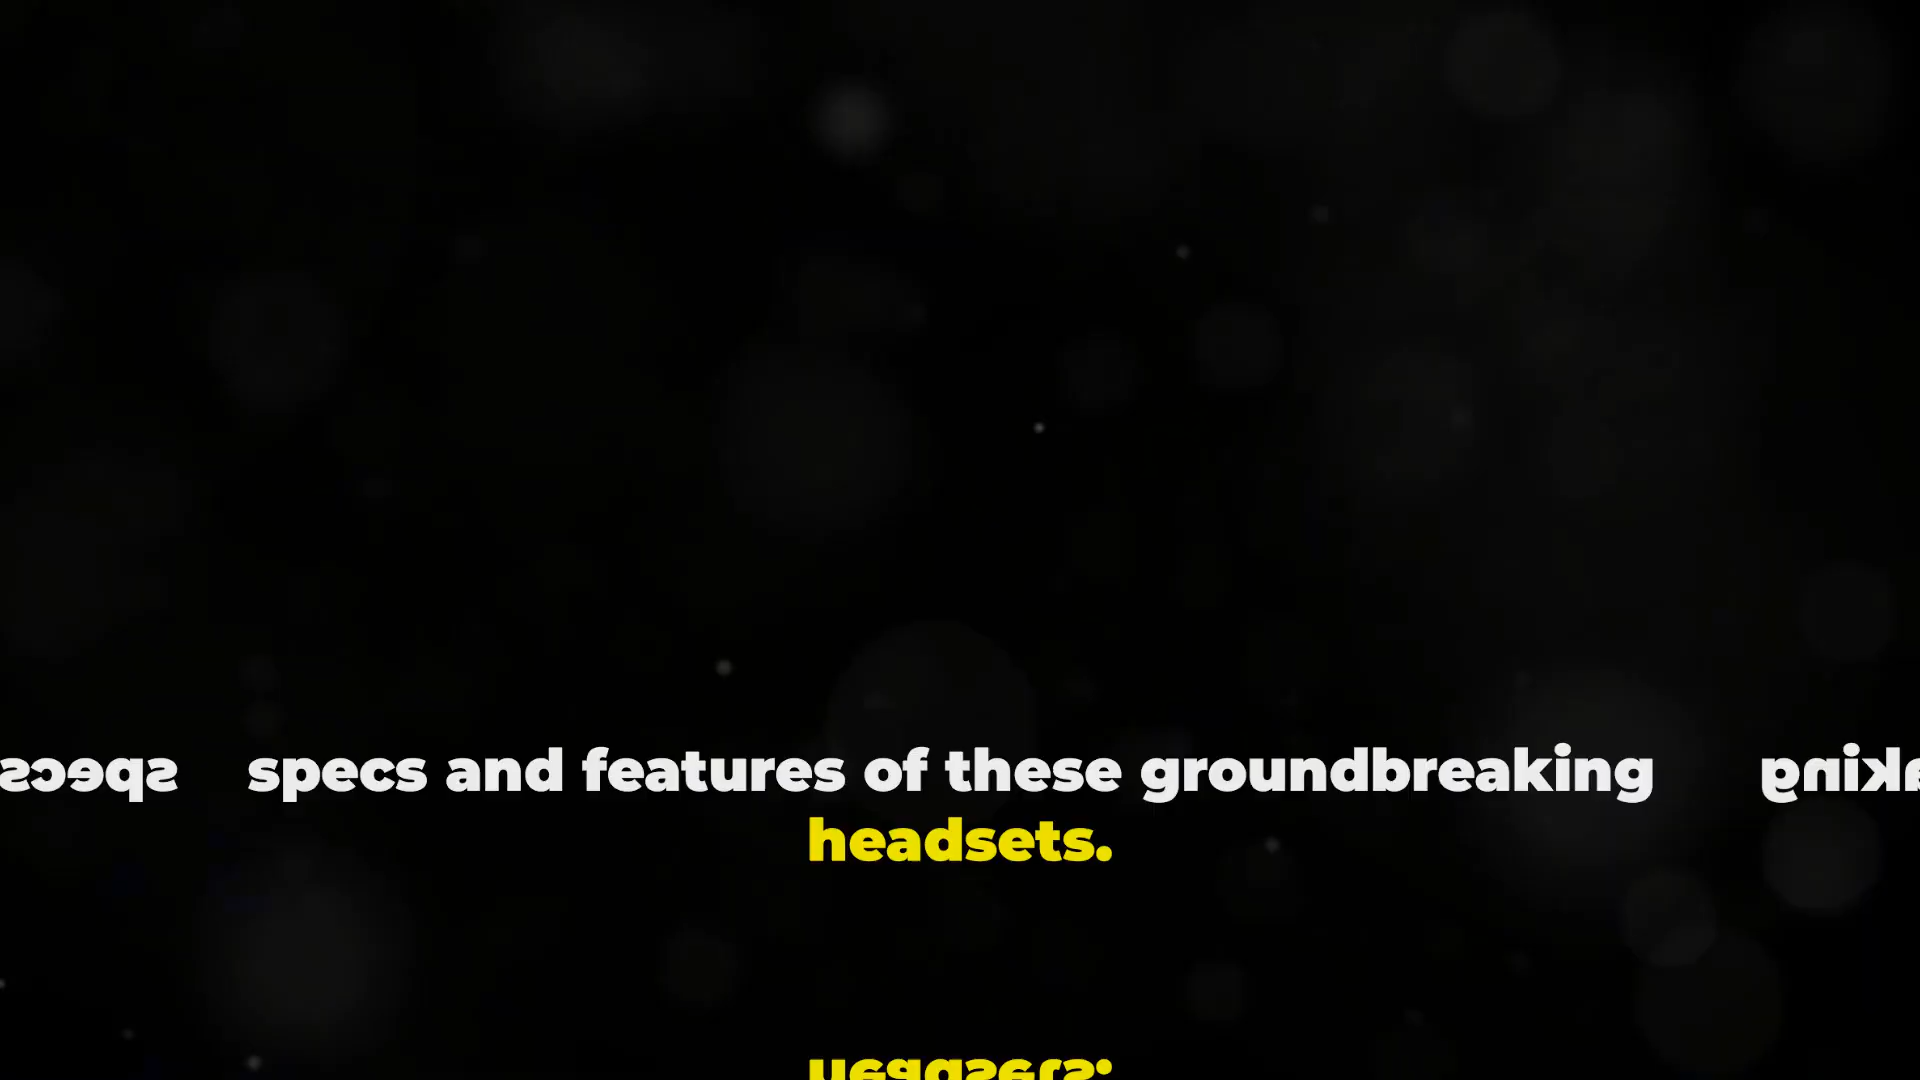 specs and features of these groundbreaking
headsets.